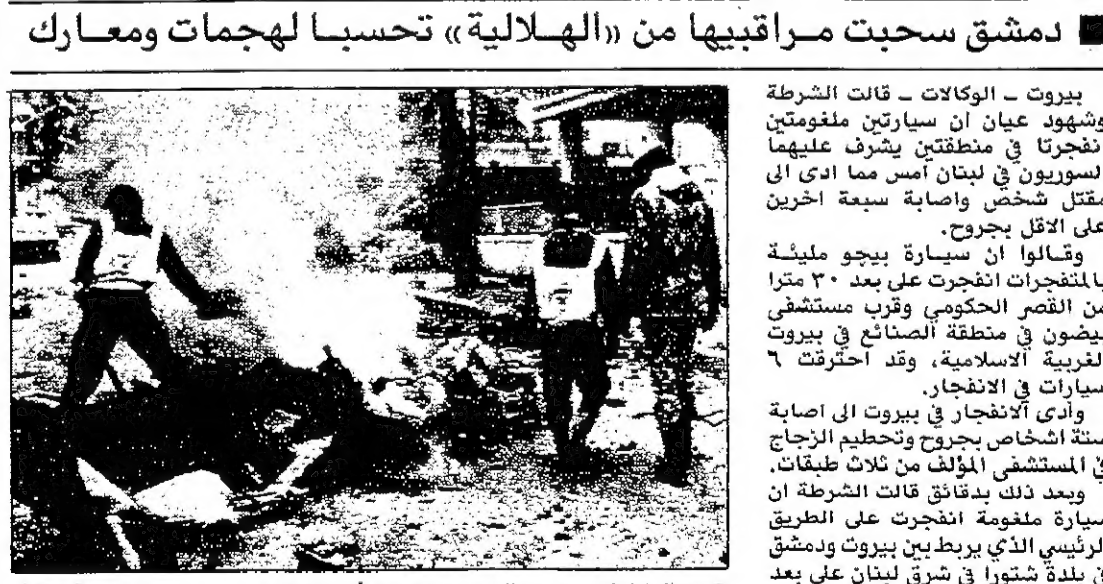 دمشق سحبت مراقبيها من «الهلالية» تحسبا لهجمات ومعارك
بيروت ـ الوكالات ـ قالت الشرطة
وشهود عيان ان سيارتين ملغومتين
انفجرتا في منطقتين يشرف عليهما
السوريون في لبنان امس مما ادى الى
مقتل شخص واصابة سبعة اخرين
على الاقل بجروح.
وقالوا ان سيارة بيجو مليئة
بالمتفجرات انفجرت على بعد ٣٠ مترا
من القصر الحكومي وقرب مستشفى
بيضون في منطقة الصنائع في بيروت
الغربية الاسلامية، وقد احترقت ٦
سيارات في الانفجار.
وأدى الانفجار في بيروت الى اصابة
ستة اشخاص بجروح وتحطيم الزجاج
في المستشفى المؤلف من ثلاث طبقات.
وبعد ذلك بدقائق قالت الشرطة ان
سيارة ملغومة انفجرت على الطريق
الرئيسي الذي يربط بين بيروت ودمشق
في بلدة شتورا في شرق لبنان على بعد